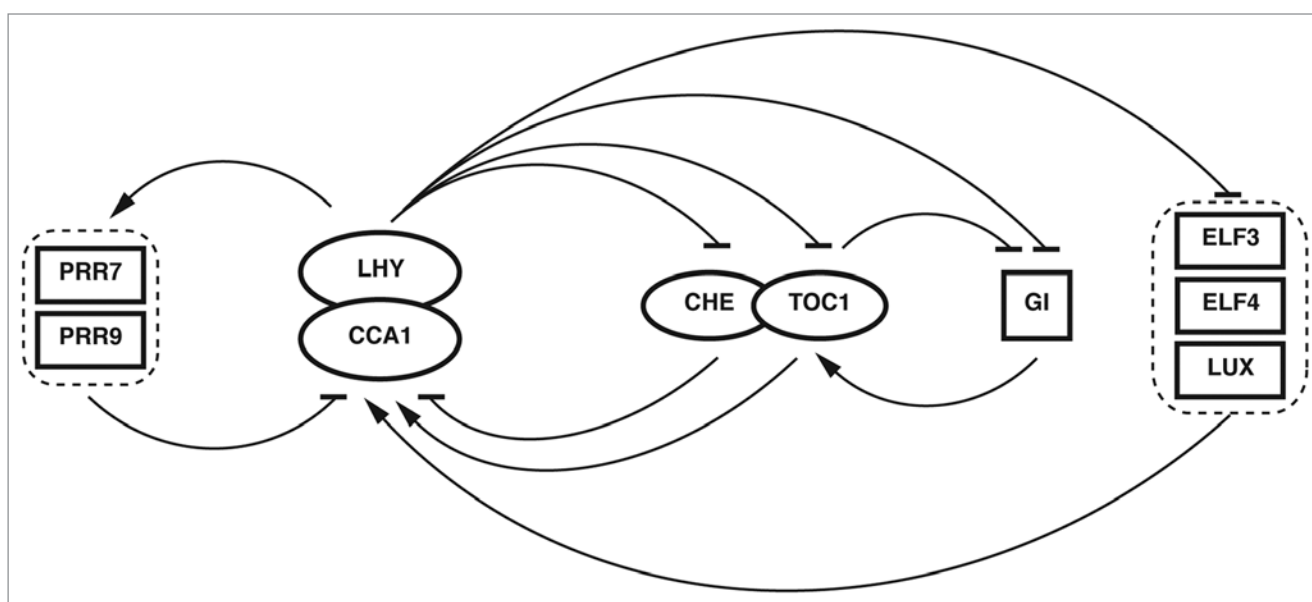 PRR7
PRR9
LHY
CCA1
CHE
TOC1
GI
ELF3
ELF4
LUX